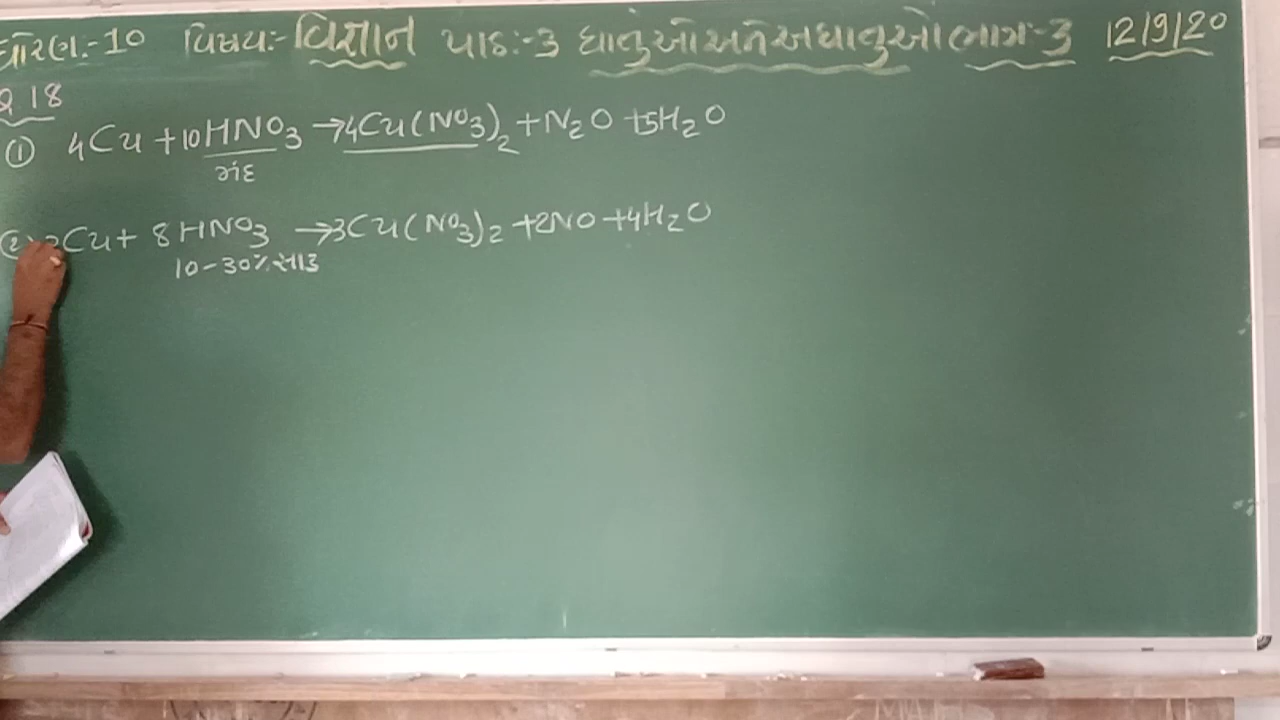 ધોરણ:-10 વિષય:- વિજ્ઞાન પાઠ:-3 ધાતુઓ અને અધાતુઓ ભાગ:-3 12/9/20
Q 18
① 4Cu + 10HNO3 → 4Cu(NO3)2 + N2O + 5H2O
મંદ
② 3Cu + 8HNO3 → 3Cu(NO3)2 + 2NO + 4H2O
10-30% સાંદ્ર